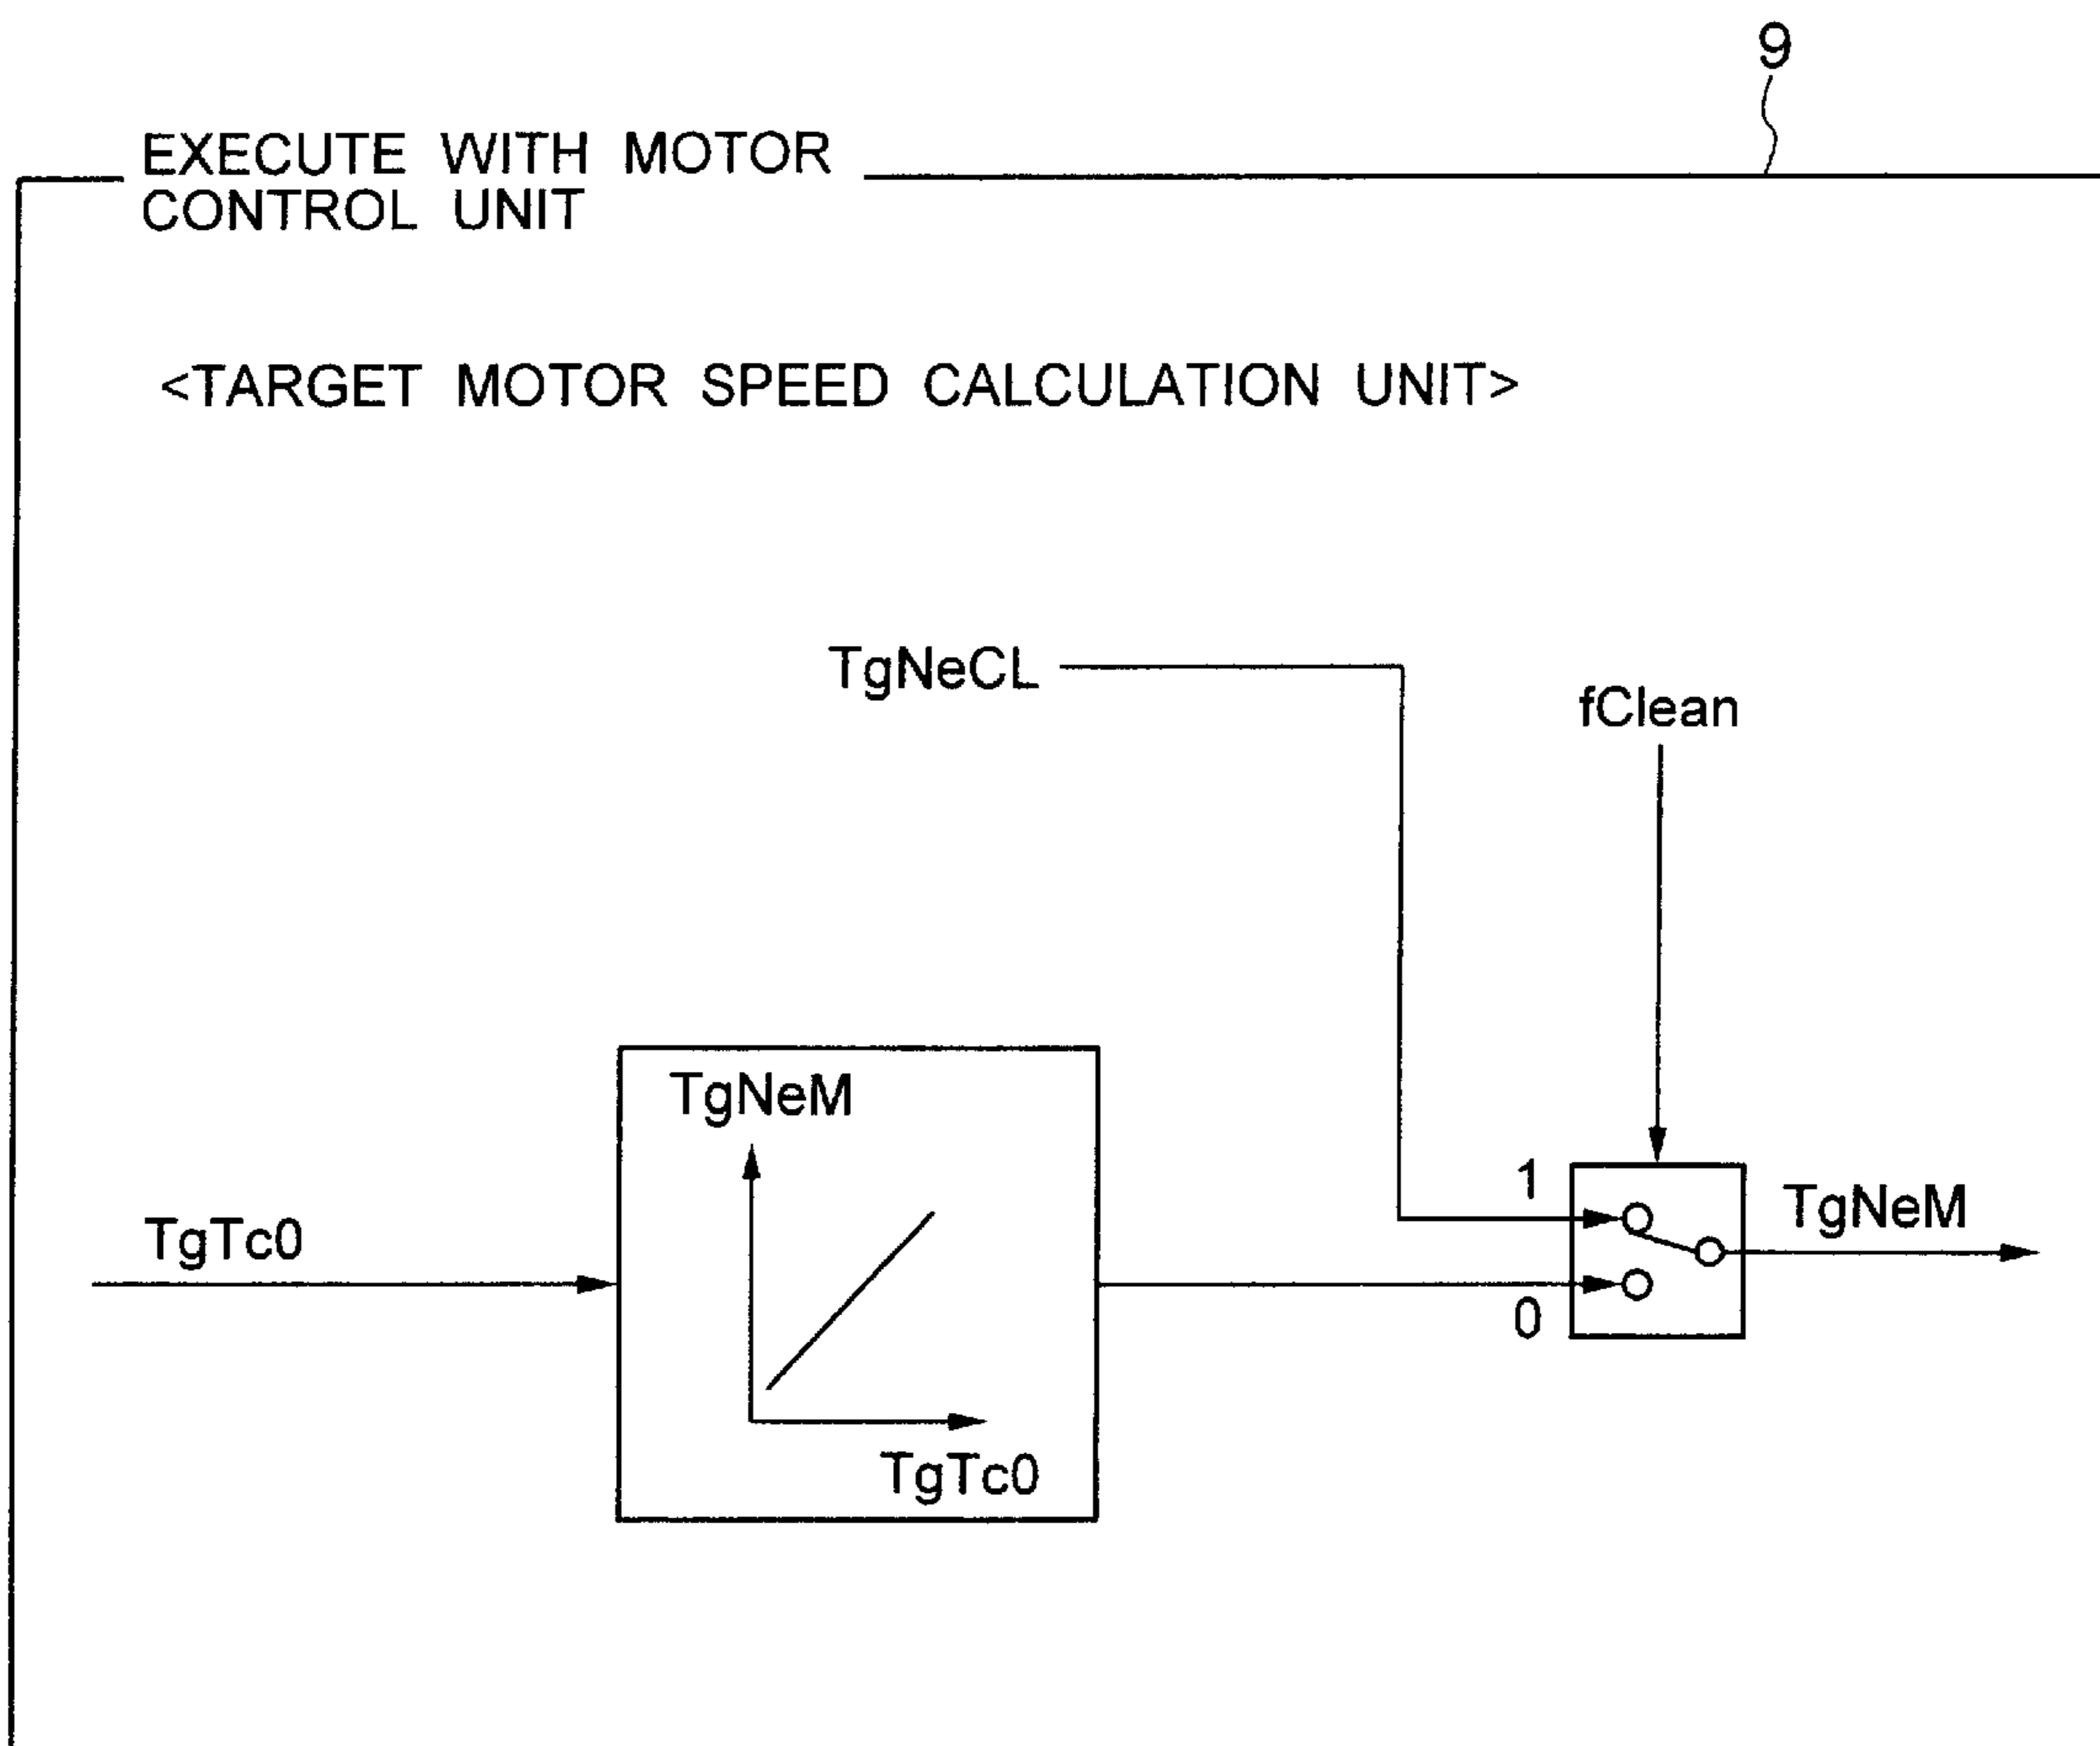 9
EXECUTE WITH MOTOR
CONTROL UNIT
<TARGET MOTOR SPEED CALCULATION UNIT>
TgNeCL
fClean
TgNeM
1
TgNeM
TgTc0
0
TgTc0